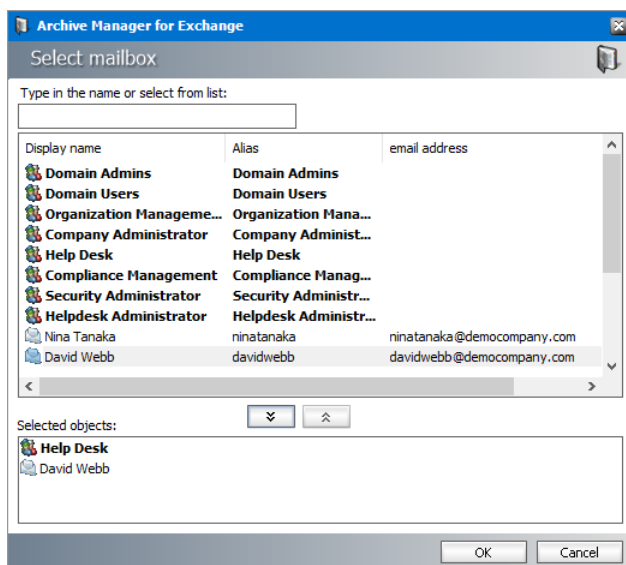 Archive Manager for Exchange
Select mailbox
Type in the name or select from list:
Display name Alias email address
Domain Admins Domain Admins
Domain Users Domain Users
Organization Manageme... Organization Mana...
Company Administrator Company Administ...
Help Desk Help Desk
Compliance Management Compliance Manag...
Security Administrator Security Administr...
Helpdesk Administrator Helpdesk Administr...
Nina Tanaka ninatanaka ninatanaka@democompany.com
David Webb davidwebb davidwebb@democompany.com
Selected objects:
Help Desk
David Webb
OK Cancel